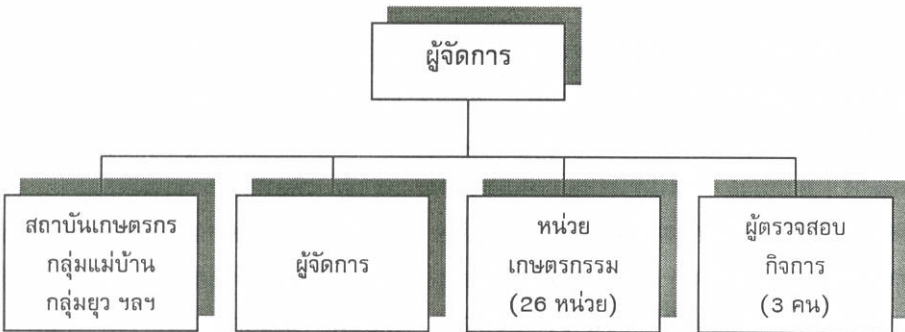 ผู้จัดการ
สถาบันเกษตรกร
กลุ่มแม่บ้าน
กลุ่มยุว ฯลฯ
ผู้จัดการ
หน่วย
เกษตรกรรม
(26 หน่วย)
ผู้ตรวจสอบ
กิจการ
(3 คน)